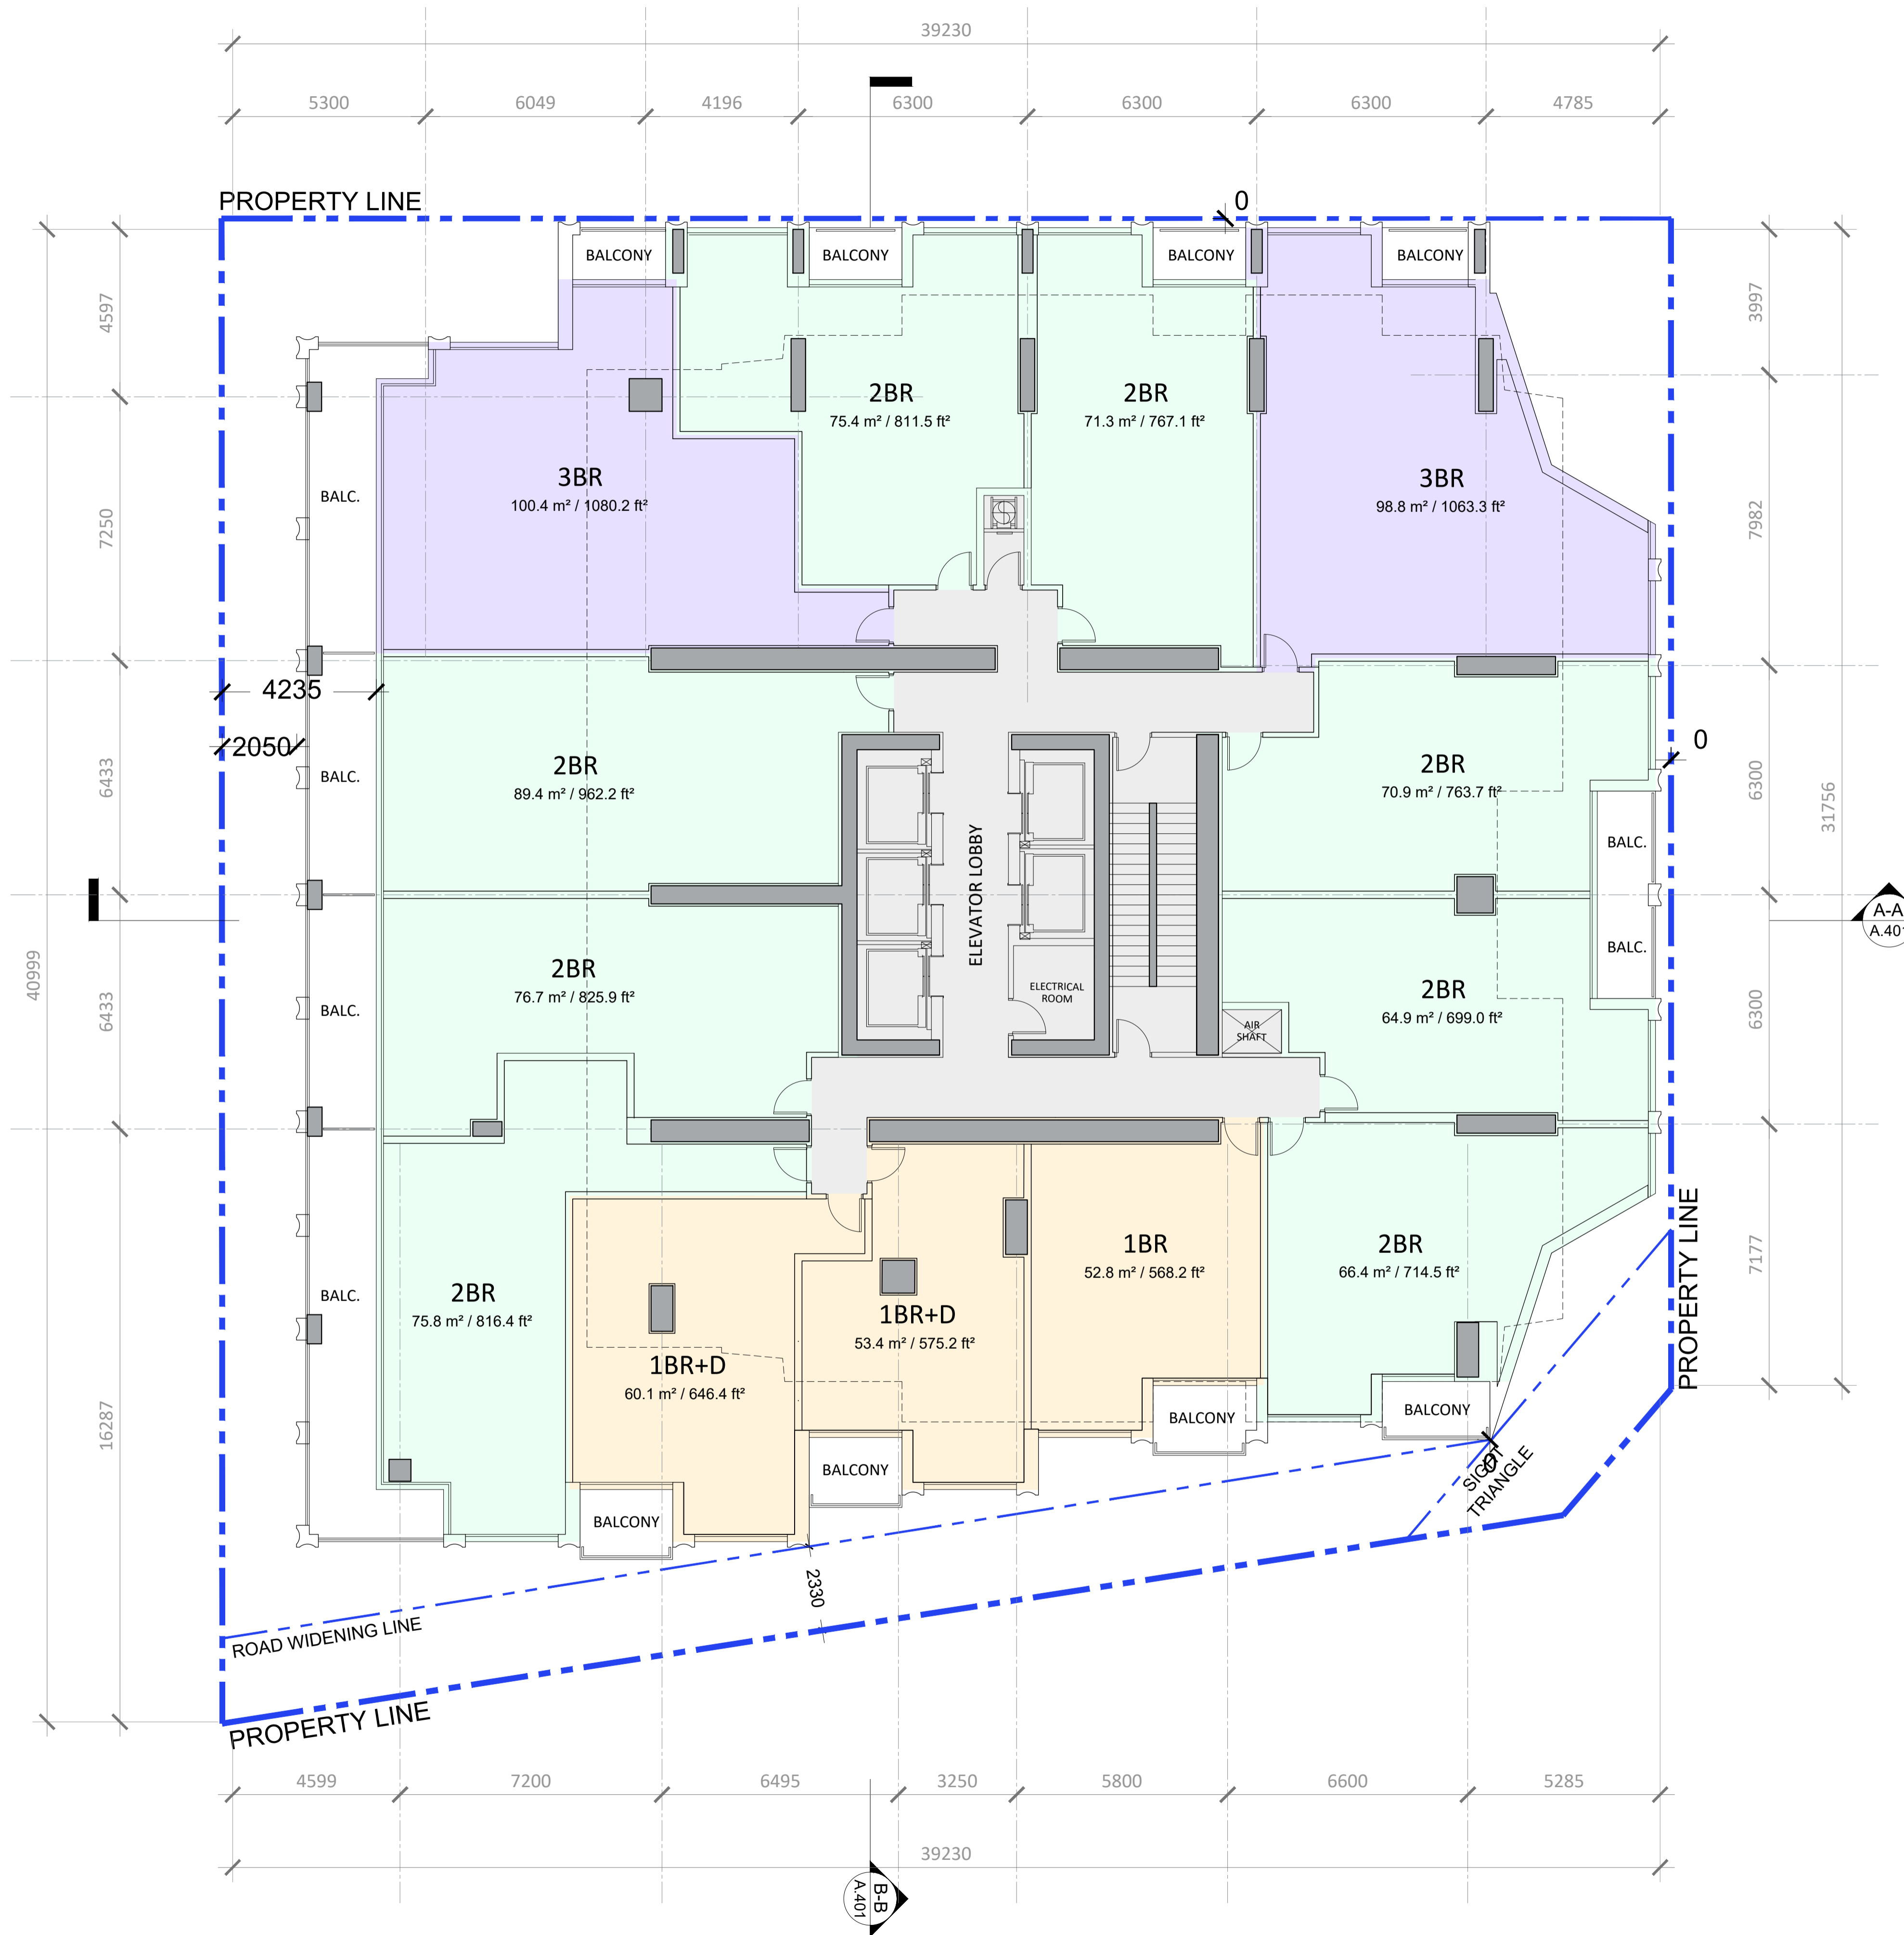 39230
5300
6049
4196
6300
6300
6300
4785
PROPERTY LINE
0
BALCONY
BALCONY
BALCONY
BALCONY
4597
3997
2BR
75.4 m² / 811.5 ft²
2BR
71.3 m² / 767.1 ft²
3BR
100.4 m² / 1080.2 ft²
3BR
98.8 m² / 1063.3 ft²
BALC.
7250
7982
4235
2050
0
BALC.
2BR
89.4 m² / 962.2 ft²
2BR
70.9 m² / 763.7 ft²
6433
6300
31756
BALC.
ELEVATOR LOBBY
A-A
A.401
BALC.
40999
2BR
76.7 m² / 825.9 ft²
ELECTRICAL
ROOM
2BR
64.9 m² / 699.0 ft²
6433
6300
BALC.
AIR
SHAFT
PROPERTY LINE
7177
BALC.
2BR
75.8 m² / 816.4 ft²
1BR+D
60.1 m² / 646.4 ft²
1BR+D
53.4 m² / 575.2 ft²
1BR
52.8 m² / 568.2 ft²
2BR
66.4 m² / 714.5 ft²
16287
BALCONY
BALCONY
BALCONY
BALCONY
0
SIGHT
TRIANGLE
2330
ROAD WIDENING LINE
PROPERTY LINE
4599
7200
6495
3250
5800
6600
5285
39230
B-B
A.401